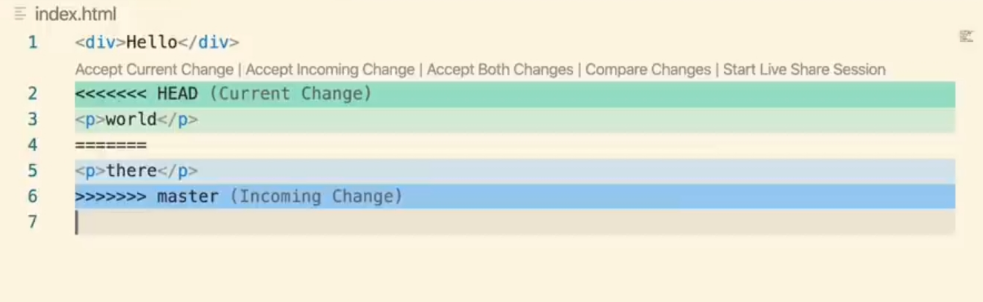 index.html
1 <div>Hello</div>
Accept Current Change | Accept Incoming Change | Accept Both Changes | Compare Changes | Start Live Share Session
2 <<<<<<< HEAD (Current Change)
3 <p>world</p>
4 =======
5 <p>there</p>
6 >>>>>>> master (Incoming Change)
7